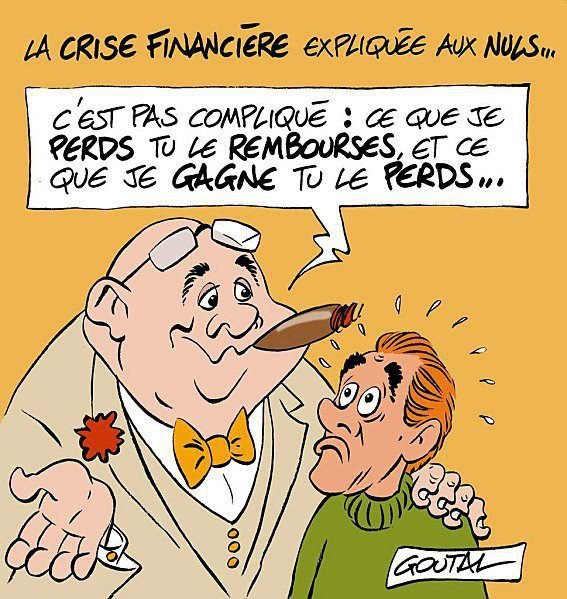 LA CRISE FINANCIÈRE EXPLIQUÉE AUX NULS...
C'EST PAS COMPLIQUÉ : CE QUE JE
PERDS TU LE REMBOURSES, ET CE
QUE JE GAGNE TU LE PERDS...
GOUTAL